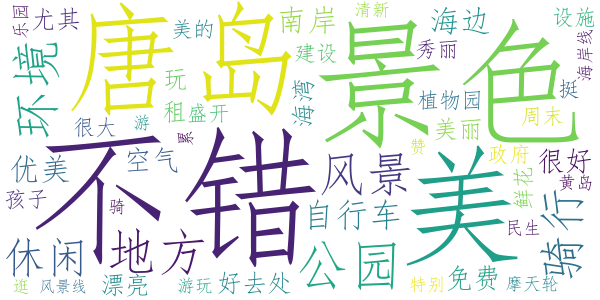 乐园
尤其
唐岛
美的
南岸
清新
海边
设施
景色
海岸线
环境
玩
建设
秀丽
租
盛开
海湾
植物园
挺
很大
游
美丽
周末
累
不错
优美
空气
风景
赞
政府
很好
美
黄岛
孩子
骑
自行车
鲜花
骑行
民生
休闲
地方
公园
逛
风景线
漂亮
游玩
好去处
特别
免费
摩天轮